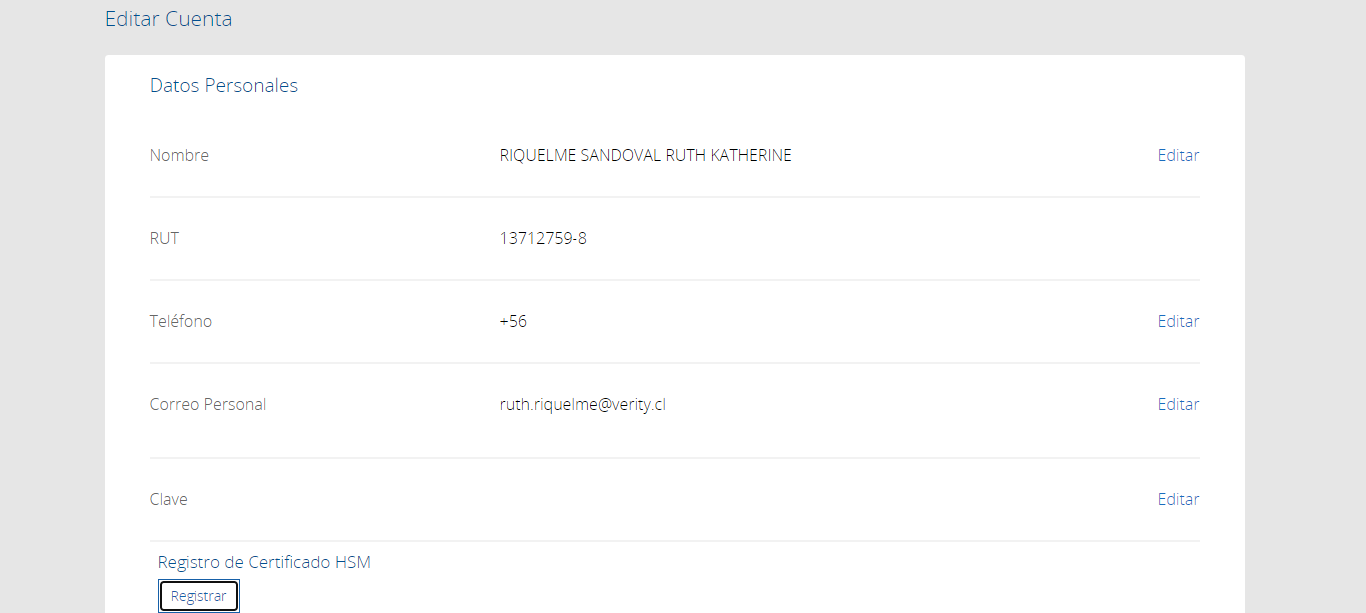 Editar Cuenta
Datos Personales
Nombre RIQUELME SANDOVAL RUTH KATHERINE Editar
RUT 13712759-8
Teléfono +56 Editar
Correo Personal ruth.riquelme@verity.cl Editar
Clave Editar
Registro de Certificado HSM
Registrar